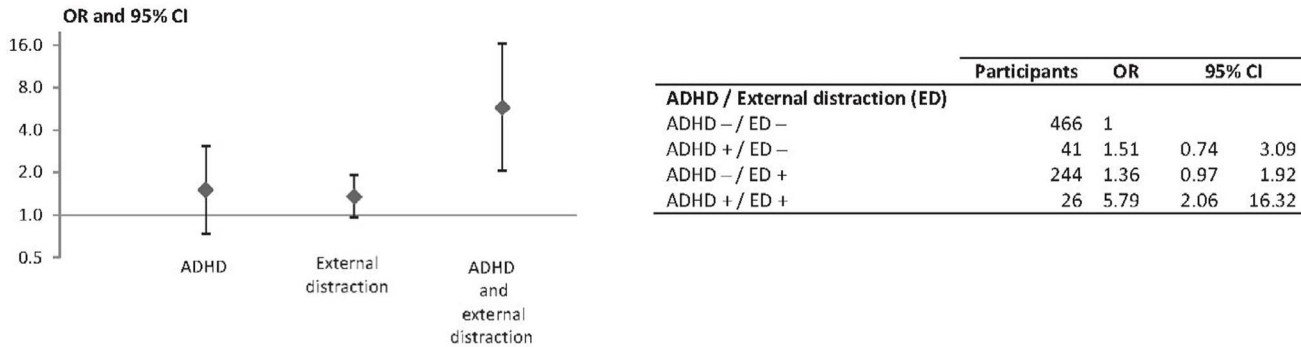 OR and 95% CI
16.0
8.0
4.0
2.0
1.0
0.5
ADHD
External
distraction
ADHD
and
external
distraction
Participants OR 95% CI
ADHD / External distraction (ED)
ADHD – / ED – 466 1
ADHD + / ED – 41 1.51 0.74 3.09
ADHD – / ED + 244 1.36 0.97 1.92
ADHD + / ED + 26 5.79 2.06 16.32